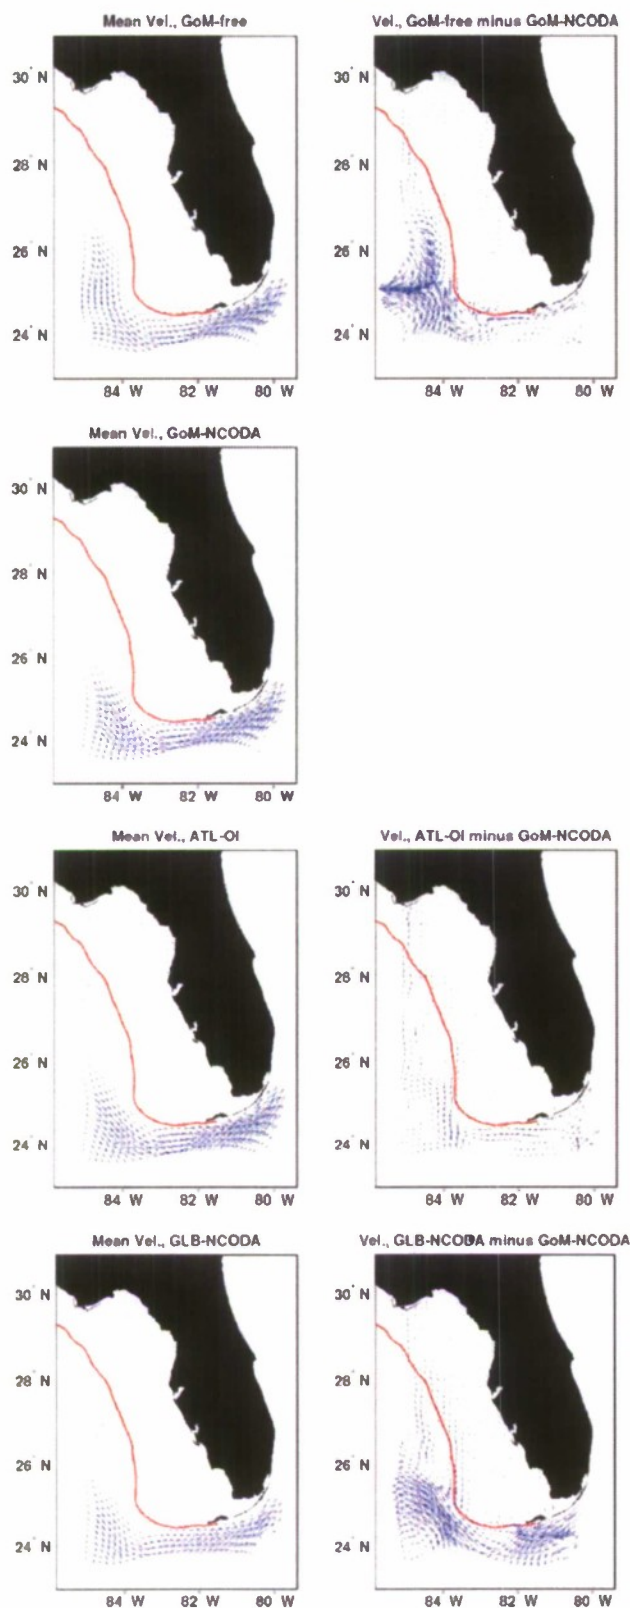 Mean Vel., GoM-free
Vel., GoM-free minus GoM-NCODA
30° N
28° N
26° N
24° N
84 W 82 W 80 W
30° N
28° N
26° N
24° N
84 W 82 W 80 W
Mean Vel., GoM-NCODA
30° N
28° N
26° N
24° N
84 W 82 W 80 W
Mean Vel., ATL-OI
Vel., ATL-OI minus GoM-NCODA
30° N
28° N
26° N
24° N
84 W 82 W 80 W
30° N
28° N
26° N
24° N
84 W 82 W 80 W
Mean Vel., GLB-NCODA
Vel., GLB-NCODA minus GoM-NCODA
30° N
28° N
26° N
24° N
84 W 82 W 80 W
30° N
28° N
26° N
24° N
84 W 82 W 80 W